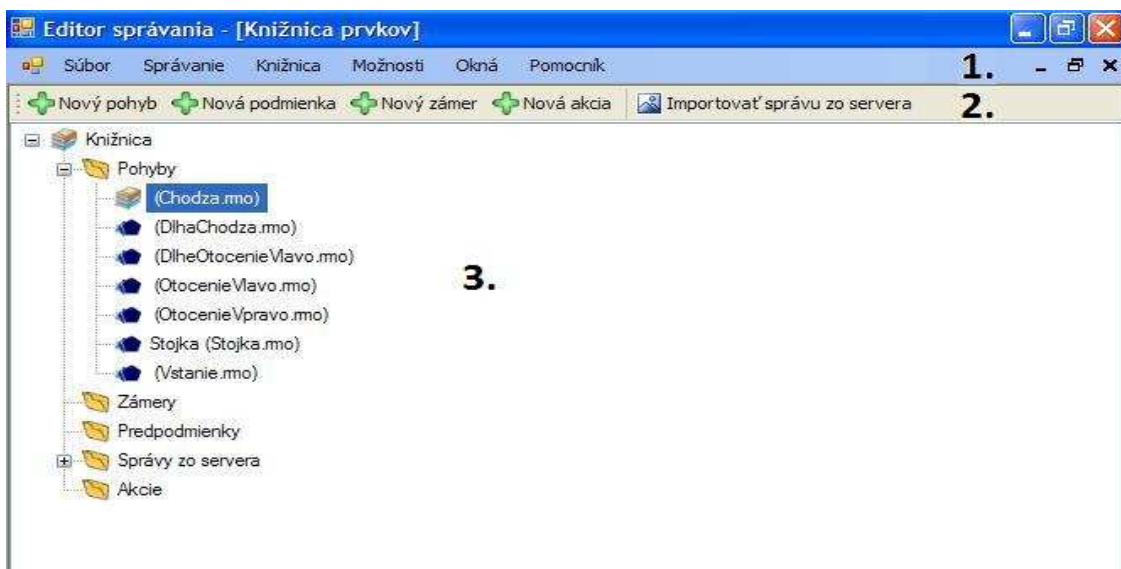 Editor správania - [Knižnica prvkov]
Súbor Správanie Knižnica Možnosti Okná Pomocník 1.
Nový pohyb Nová podmienka Nový zámer Nová akcia Importovať správu zo servera 2.
Knižnica
Pohyby
(Chodza.rmo)
(DlhaChodza.rmo)
(DlheOtocenieVlavo.rmo)
(OtocenieVlavo.rmo) 3.
(OtocenieVpravo.rmo)
Stojka (Stojka.rmo)
(Vstanie.rmo)
Zámery
Predpodmienky
Správy zo servera
Akcie